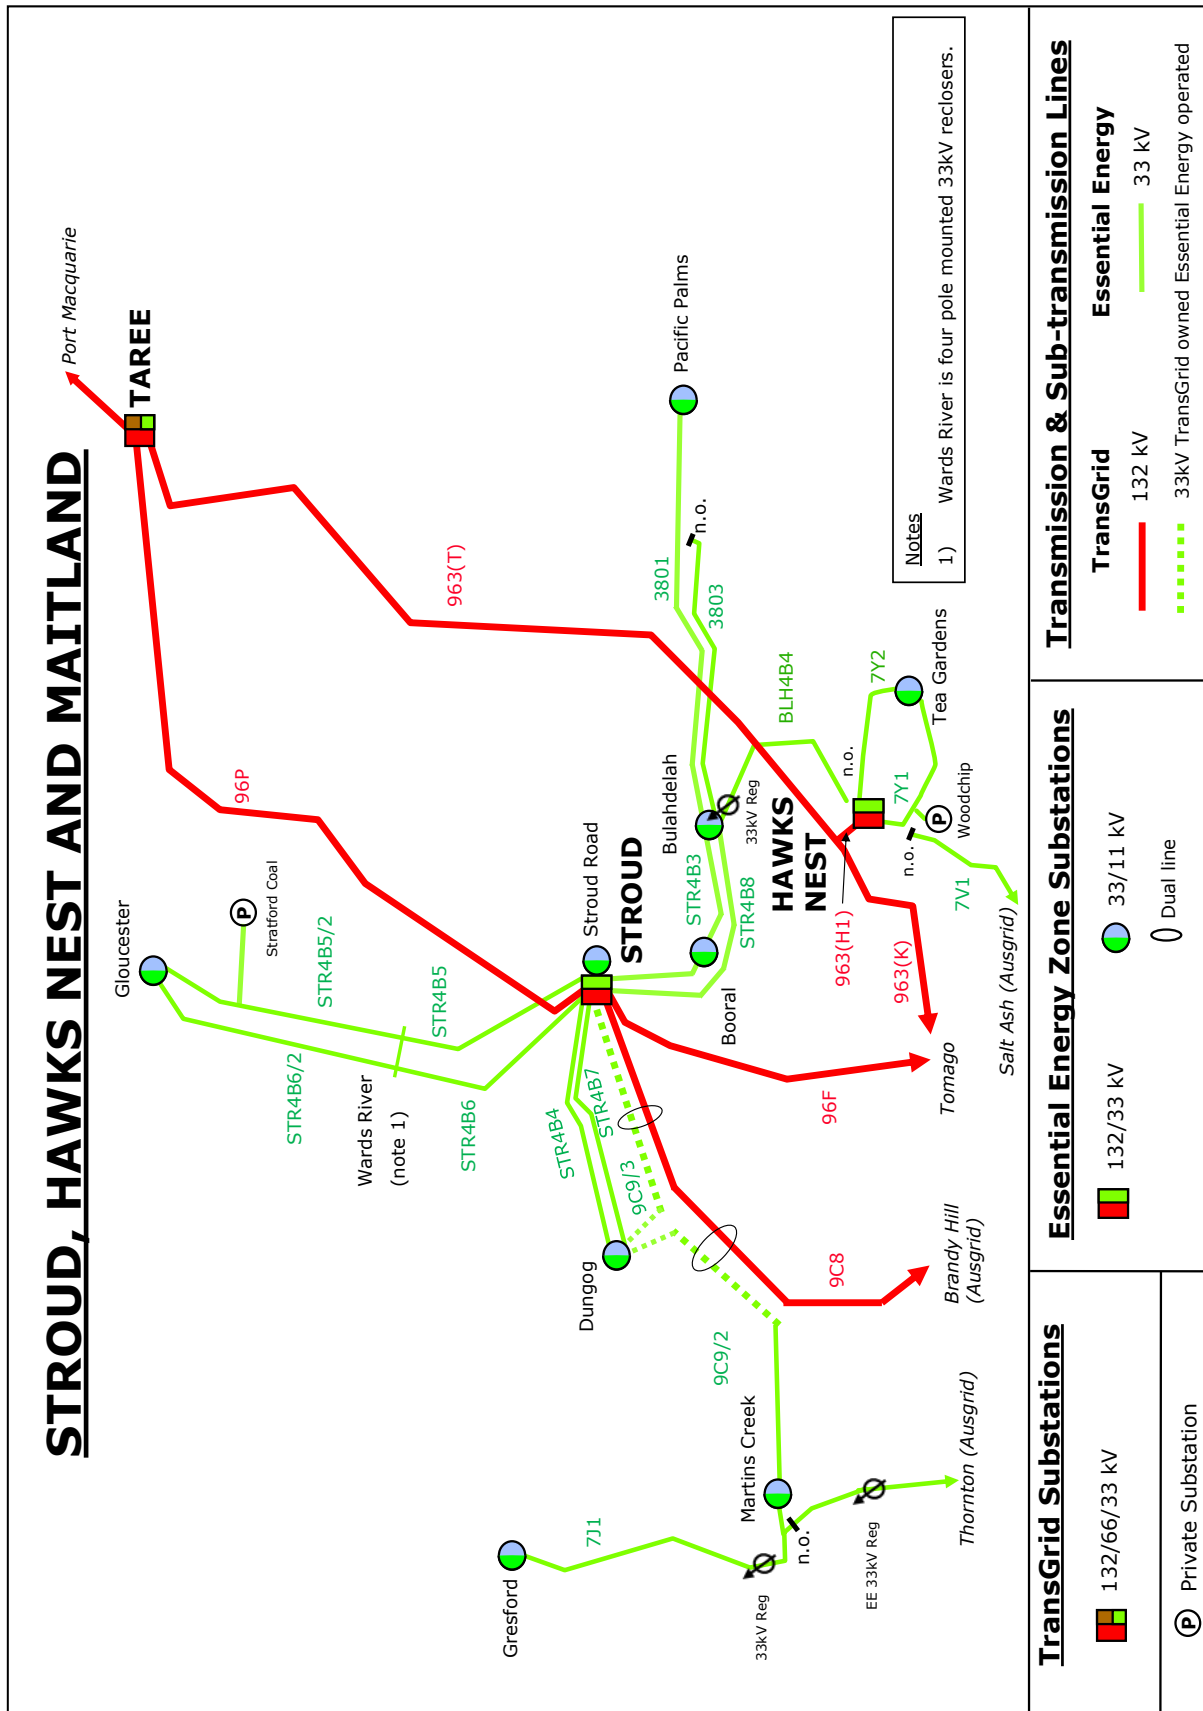 STROUD, HAWKS NEST AND MAITLAND
Port Macquarie
TAREE
Gloucester
96P
Stratford Coal
STR4B5/2
STR4B6/2
Wards River
(note 1)
STR4B5
STR4B6
963(T)
Pacific Palms
n.o.
3801
3803
Stroud Road
STROUD
Bulahdelah
33kV Reg
STR4B3
STR4B8
Booral
BLH4B4
HAWKS
NEST
n.o.
7Y2
Tea Gardens
7Y1
Woodchip
n.o.
7V1
963(H1)
963(K)
Salt Ash (Ausgrid)
Tomago
96F
STR4B4
STR4B7
9C9/3
Dungog
9C8
Brandy Hill
(Ausgrid)
9C9/2
Martins Creek
n.o.
Gresford
7J1
33kV Reg
EE 33kV Reg
Thornton (Ausgrid)
P
P
Notes
1) Wards River is four pole mounted 33kV reclosers.
TransGrid Substations
132/66/33 kV
P Private Substation
Essential Energy Zone Substations
132/33 kV
33/11 kV
Dual line
Transmission & Sub-transmission Lines
TransGrid
Essential Energy
132 kV
33 kV
33kV TransGrid owned Essential Energy operated